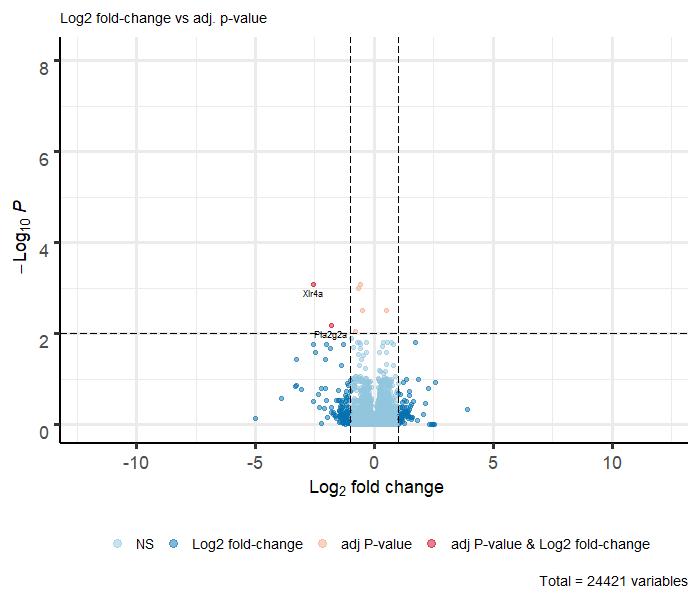 Log2 fold-change vs adj. p-value
8
6
4
2
0
−Log10 P
Xlr4a
Pla2g2a
-10 -5 0 5 10
Log2 fold change
NS Log2 fold-change adj P-value adj P-value & Log2 fold-change
Total = 24421 variables